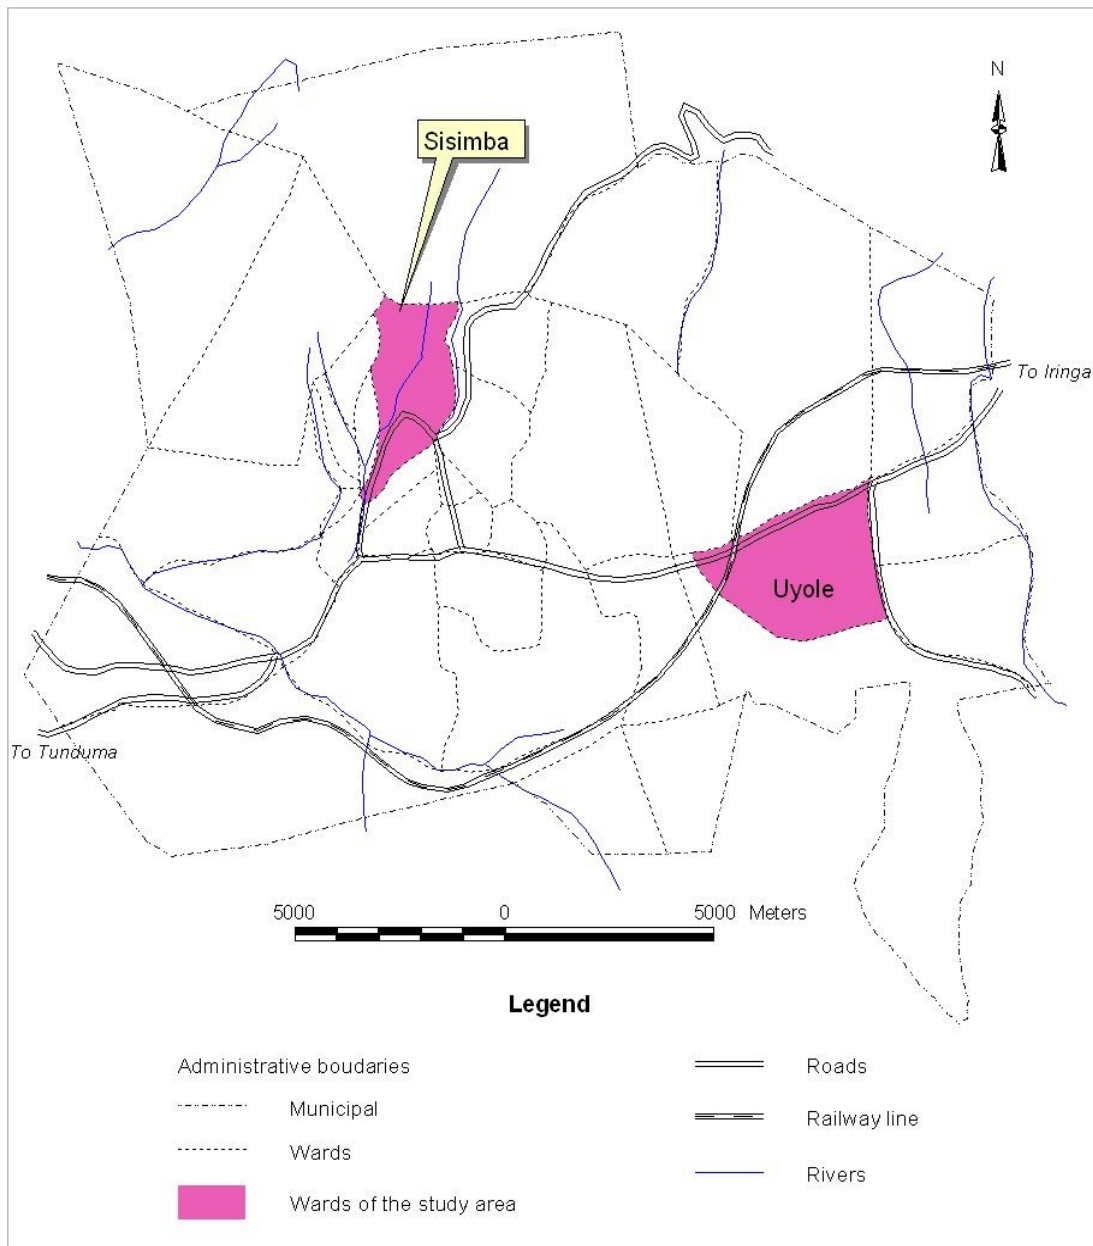 N
Sisimba
To Iringa
Uyole
To Tunduma
5000 0 5000 Meters
Legend
Administrative boudaries
Municipal
Wards
Wards of the study area
Roads
Railway line
Rivers